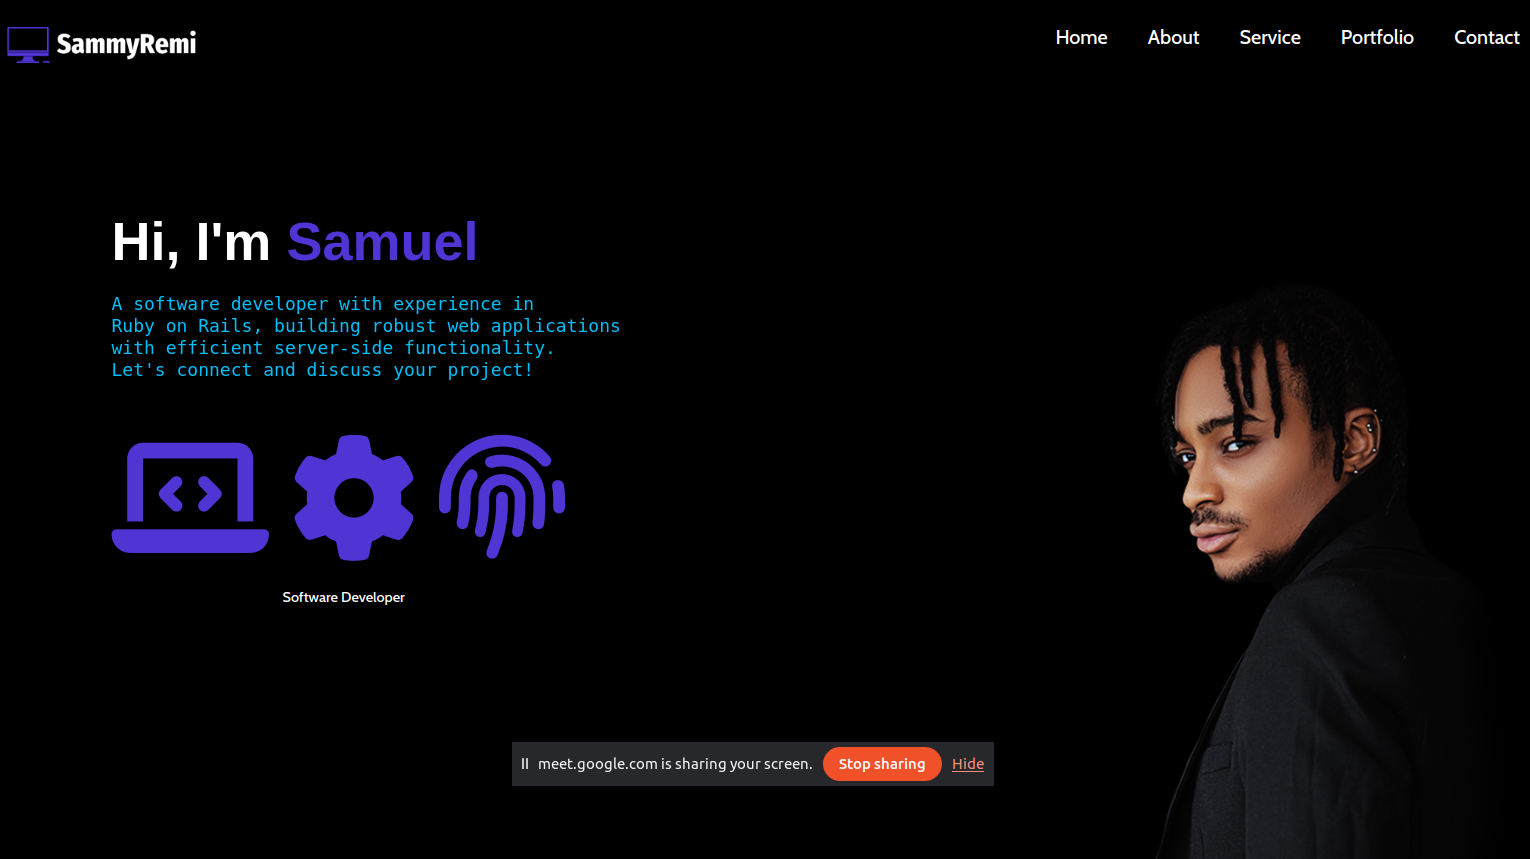 SammyRemi
Home About Service Portfolio Contact
Hi, I'm Samuel
A software developer with experience in
Ruby on Rails, building robust web applications
with efficient server-side functionality.
Let's connect and discuss your project!
Software Developer
meet.google.com is sharing your screen. Stop sharing Hide